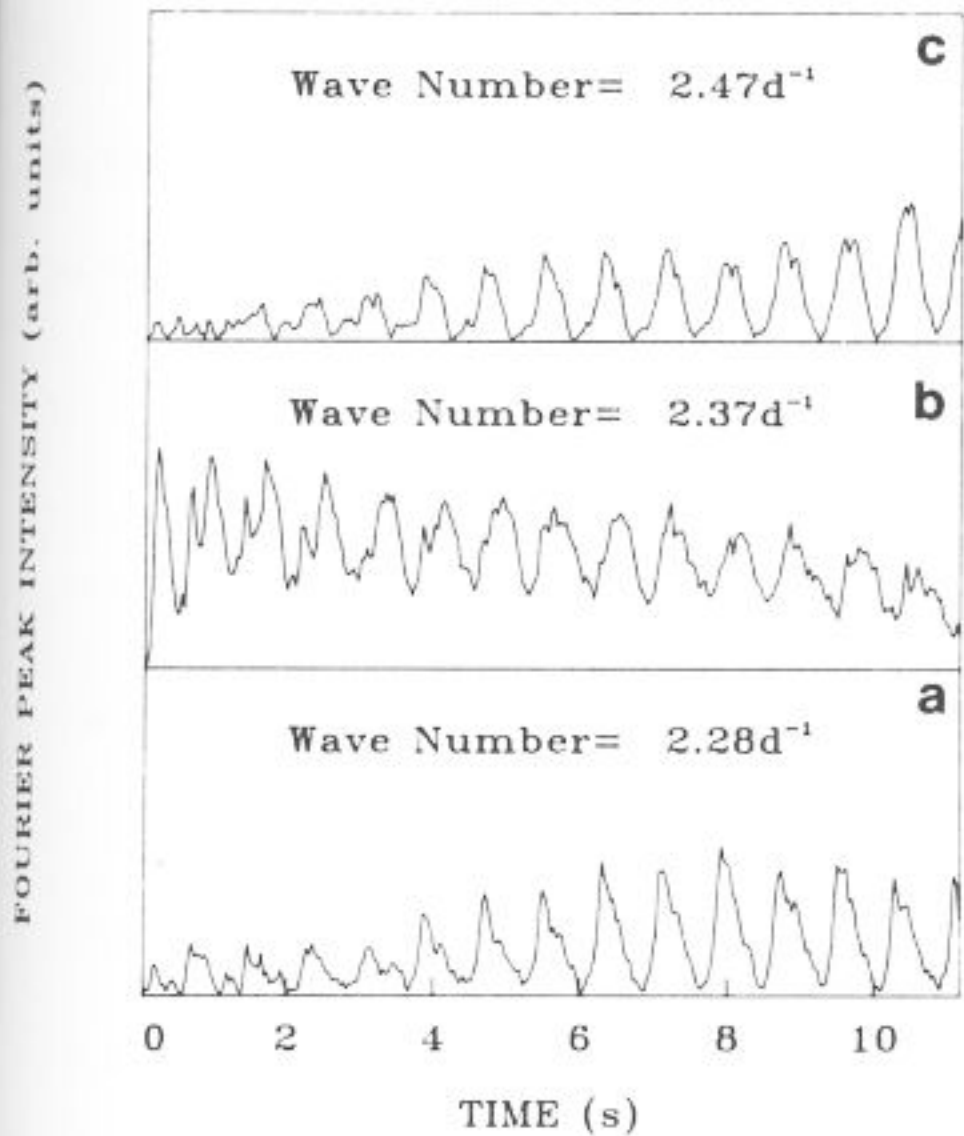 FOURIER PEAK INTENSITY (arb. units)
c
Wave Number= 2.47d⁻¹
b
Wave Number= 2.37d⁻¹
a
Wave Number= 2.28d⁻¹
0 2 4 6 8 10
TIME (s)